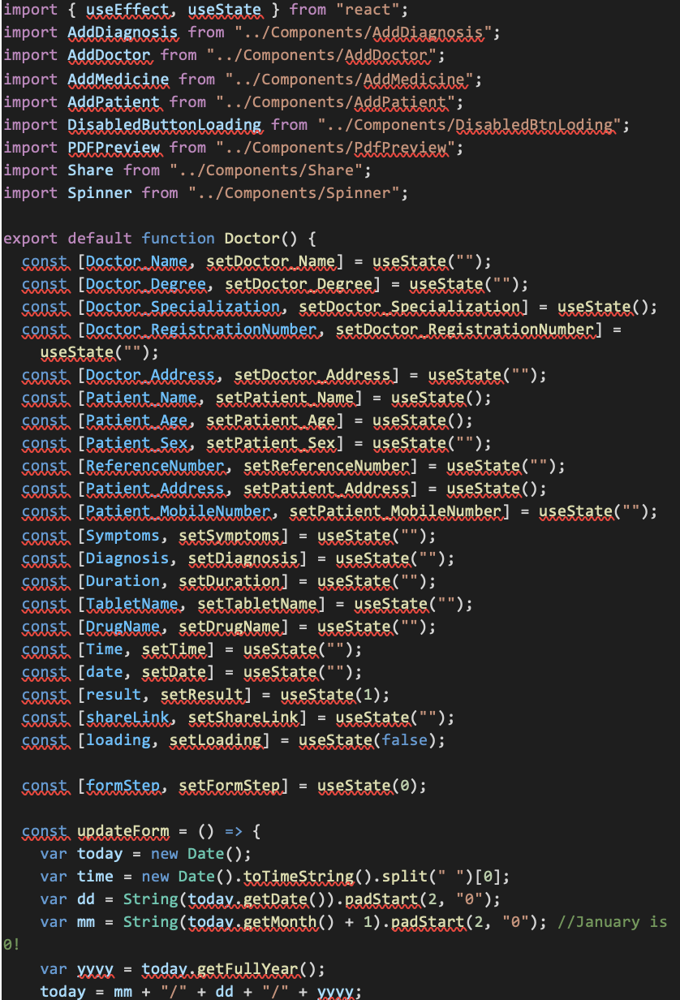 import { useEffect, useState } from "react";
import AddDiagnosis from "../Components/AddDiagnosis";
import AddDoctor from "../Components/AddDoctor";
import AddMedicine from "../Components/AddMedicine";
import AddPatient from "../Components/AddPatient";
import DisabledButtonLoading from "../Components/DisabledBtnLoding";
import PDFPreview from "../Components/PdfPreview";
import Share from "../Components/Share";
import Spinner from "../Components/Spinner";

export default function Doctor() {
  const [Doctor_Name, setDoctor_Name] = useState("");
  const [Doctor_Degree, setDoctor_Degree] = useState("");
  const [Doctor_Specialization, setDoctor_Specialization] = useState();
  const [Doctor_RegistrationNumber, setDoctor_RegistrationNumber] =
    useState("");
  const [Doctor_Address, setDoctor_Address] = useState("");
  const [Patient_Name, setPatient_Name] = useState();
  const [Patient_Age, setPatient_Age] = useState();
  const [Patient_Sex, setPatient_Sex] = useState("");
  const [ReferenceNumber, setReferenceNumber] = useState("");
  const [Patient_Address, setPatient_Address] = useState();
  const [Patient_MobileNumber, setPatient_MobileNumber] = useState("");
  const [Symptoms, setSymptoms] = useState("");
  const [Diagnosis, setDiagnosis] = useState("");
  const [Duration, setDuration] = useState("");
  const [TabletName, setTabletName] = useState("");
  const [DrugName, setDrugName] = useState("");
  const [Time, setTime] = useState("");
  const [date, setDate] = useState("");
  const [result, setResult] = useState(1);
  const [shareLink, setShareLink] = useState("");
  const [loading, setLoading] = useState(false);

  const [formStep, setFormStep] = useState(0);

  const updateForm = () => {
    var today = new Date();
    var time = new Date().toTimeString().split(" ")[0];
    var dd = String(today.getDate()).padStart(2, "0");
    var mm = String(today.getMonth() + 1).padStart(2, "0"); //January is
0!
    var yyyy = today.getFullYear();
    today = mm + "/" + dd + "/" + yyyy;